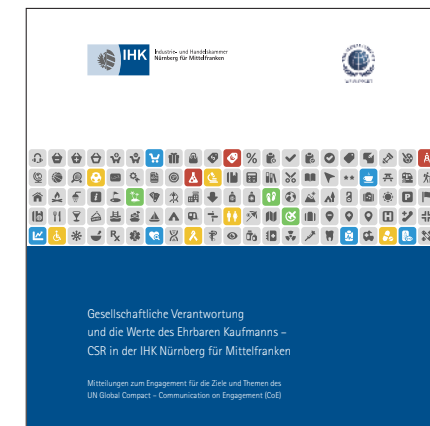 IHK
Industrie- und Handelskammer
Nürnberg für Mittelfranken
Gesellschaftliche Verantwortung
und die Werte des Ehrbaren Kaufmanns –
CSR in der IHK Nürnberg für Mittelfranken
Mitteilungen zum Engagement für die Ziele und Themen des
UN Global Compact – Communication on Engagement (CoE)